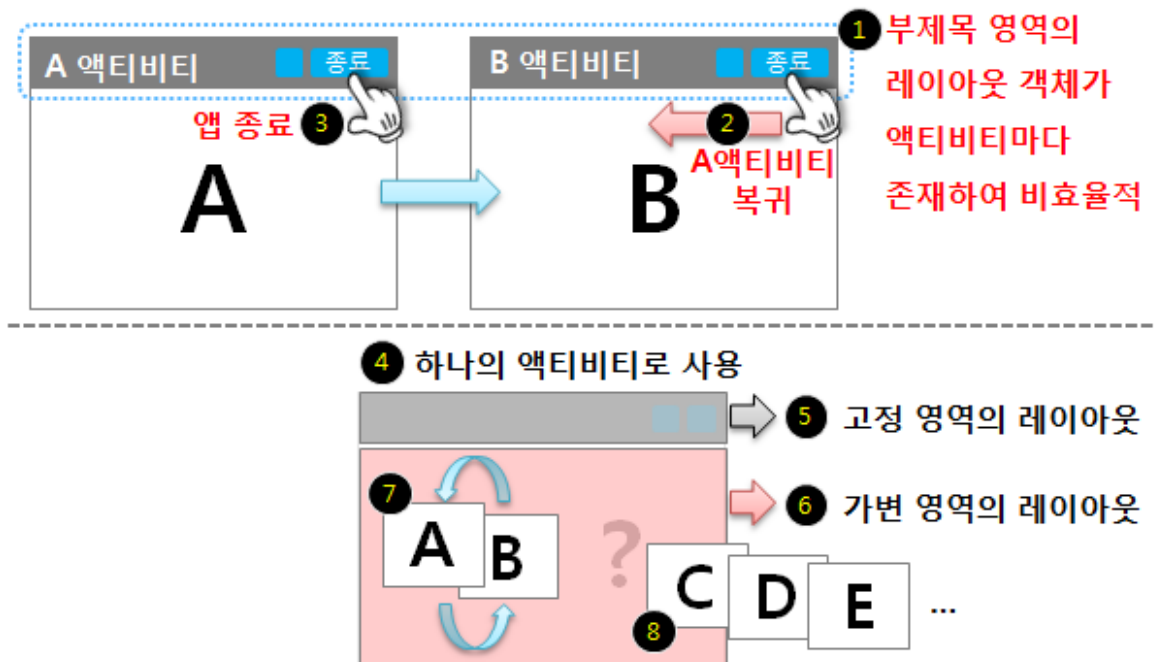 1 부제목 영역의
레이아웃 객체가
액티비티마다
존재하여 비효율적
A 액티비티 종료
앱 종료 3
A
B 액티비티 종료
2
A액티비티
복귀
B
4 하나의 액티비티로 사용
5 고정 영역의 레이아웃
6 가변 영역의 레이아웃
7
A
B
?
C
D
E
...
8